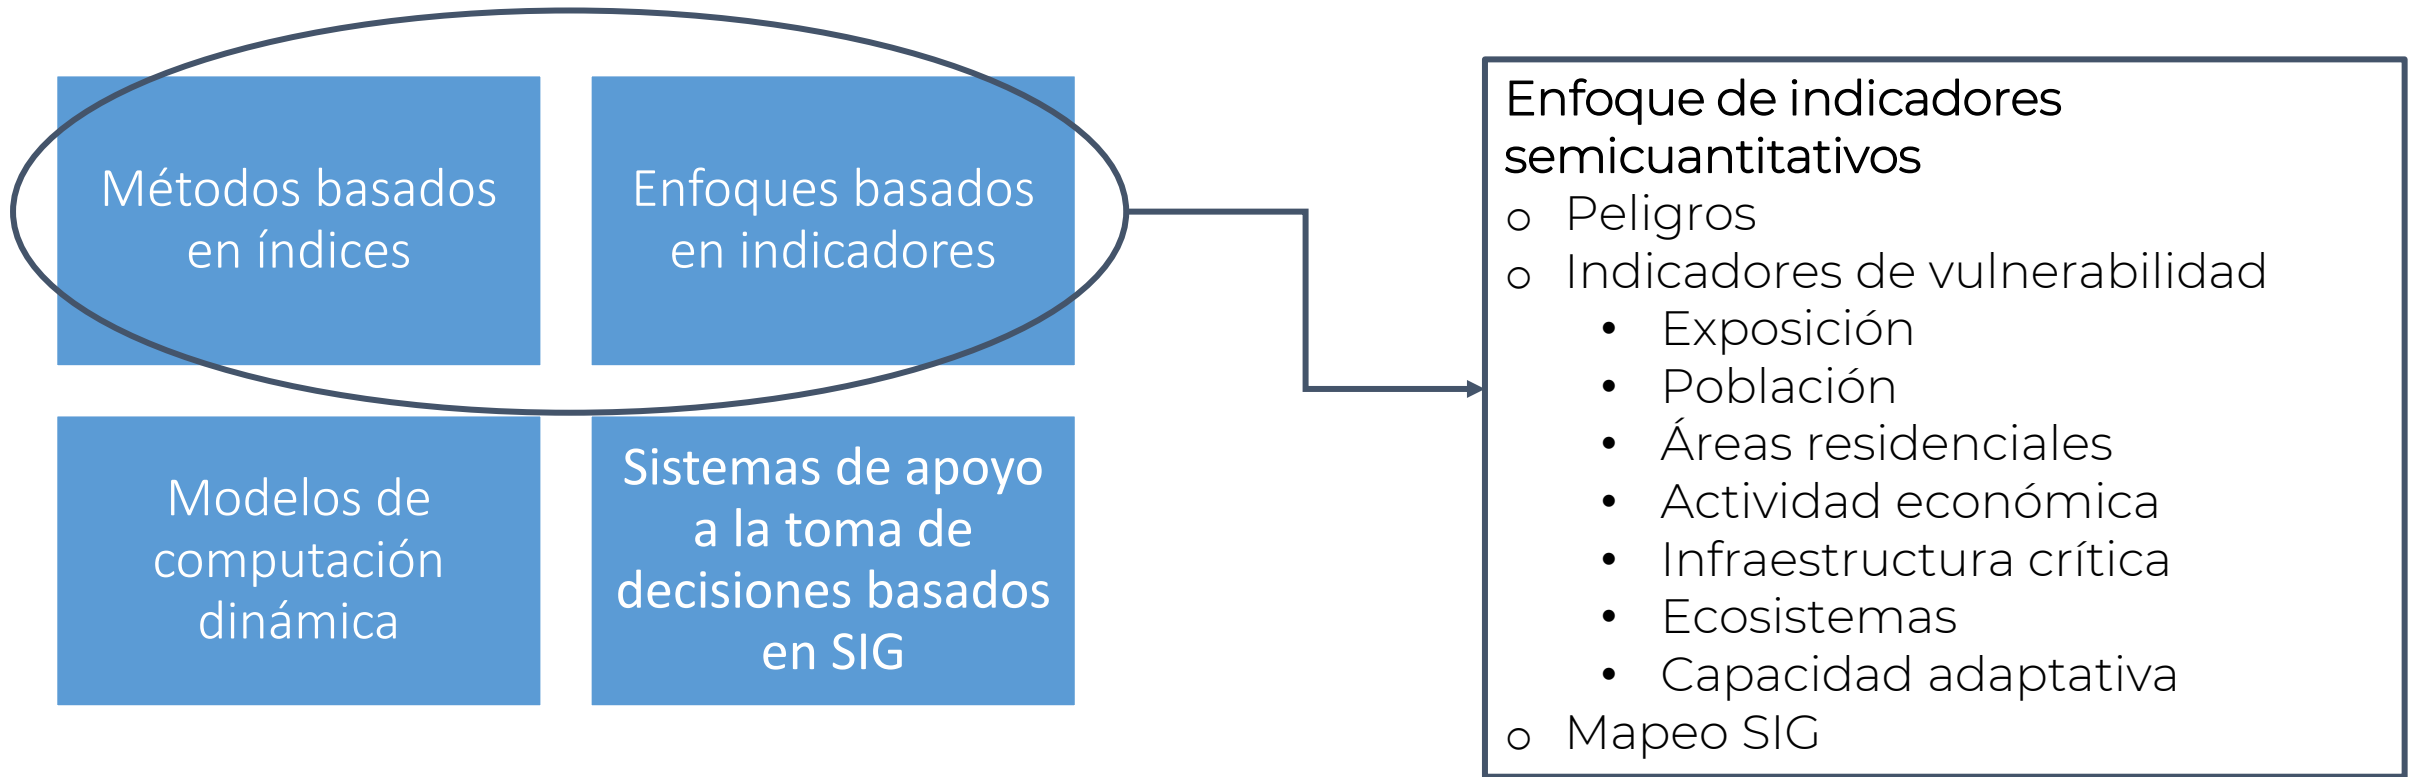 Métodos basados
en índices
Enfoques basados
en indicadores
Modelos de
computación
dinámica
Sistemas de apoyo
a la toma de
decisiones basados
en SIG
Enfoque de indicadores
semicuantitativos
o Peligros
o Indicadores de vulnerabilidad
• Exposición
• Población
• Áreas residenciales
• Actividad económica
• Infraestructura crítica
• Ecosistemas
• Capacidad adaptativa
o Mapeo SIG